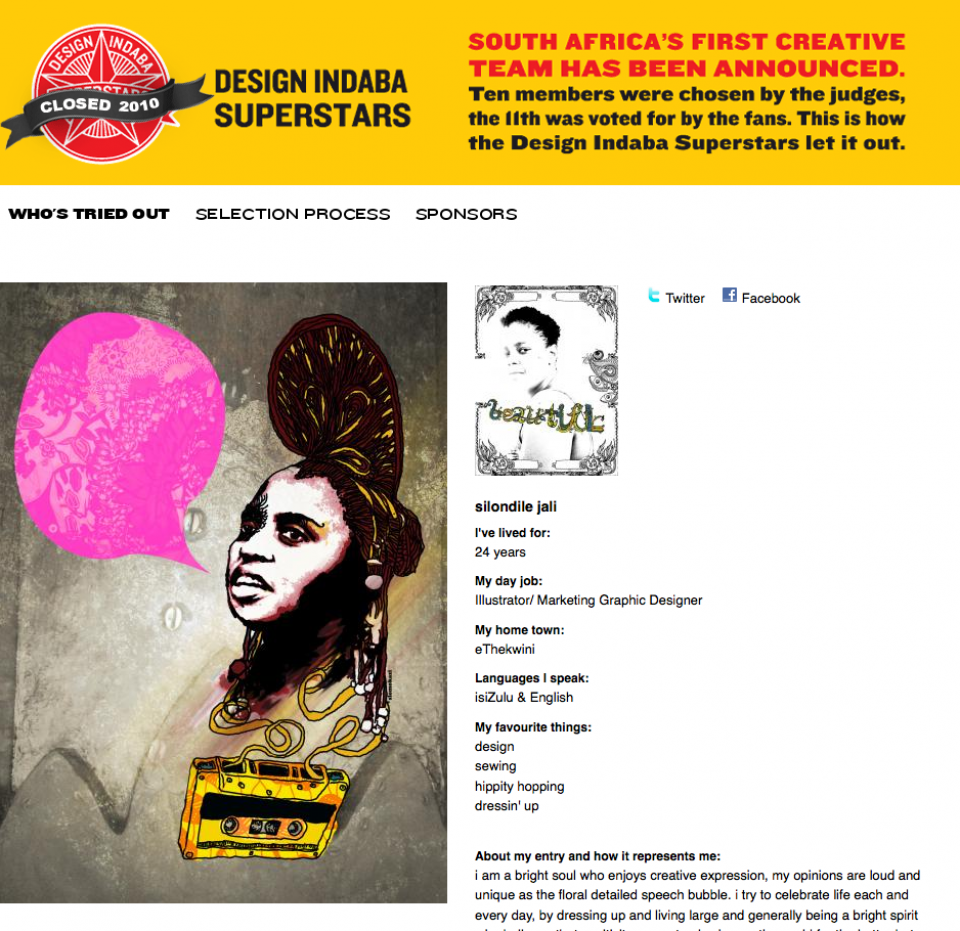 DESIGN INDABA
SUPERSTARS
CLOSED 2010
DESIGN INDABA
SUPERSTARS
SOUTH AFRICA'S FIRST CREATIVE
TEAM HAS BEEN ANNOUNCED.
Ten members were chosen by the judges,
the 11th was voted for by the fans. This is how
the Design Indaba Superstars let it out.
WHO'S TRIED OUT SELECTION PROCESS SPONSORS
Twitter Facebook
beautiful
silondile jali
I've lived for:
24 years
My day job:
Illustrator/ Marketing Graphic Designer
My home town:
eThekwini
Languages I speak:
isiZulu & English
My favourite things:
design
sewing
hippity hopping
dressin' up
About my entry and how it represents me:
i am a bright soul who enjoys creative expression, my opinions are loud and
unique as the floral detailed speech bubble. i try to celebrate life each and
every day, by dressing up and living large and generally being a bright spirit